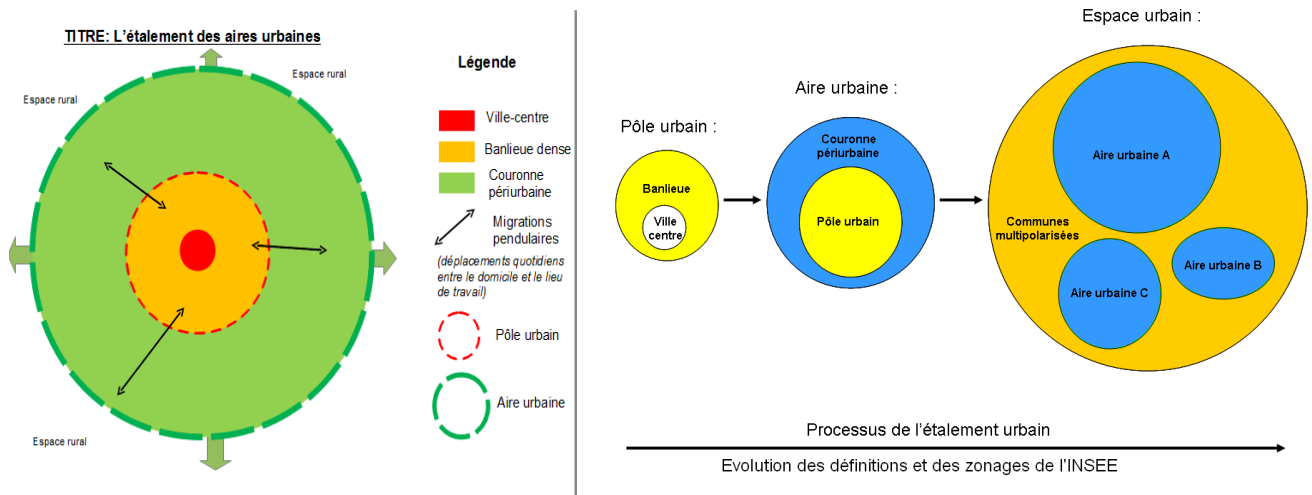 TITRE: L'étalement des aires urbaines
Espace rural
Espace rural
Espace rural
Légende
Ville-centre
Banlieue dense
Couronne
périurbaine
Migrations
pendulaires
(déplacements quotidiens
entre le domicile et le lieu
de travail)
Pôle urbain
Aire urbaine
Pôle urbain :
Banlieue
Ville
centre
Aire urbaine :
Couronne
périurbaine
Pôle urbain
Espace urbain :
Aire urbaine A
Communes
multipolarisées
Aire urbaine B
Aire urbaine C
Processus de l'étalement urbain
Evolution des définitions et des zonages de l'INSEE